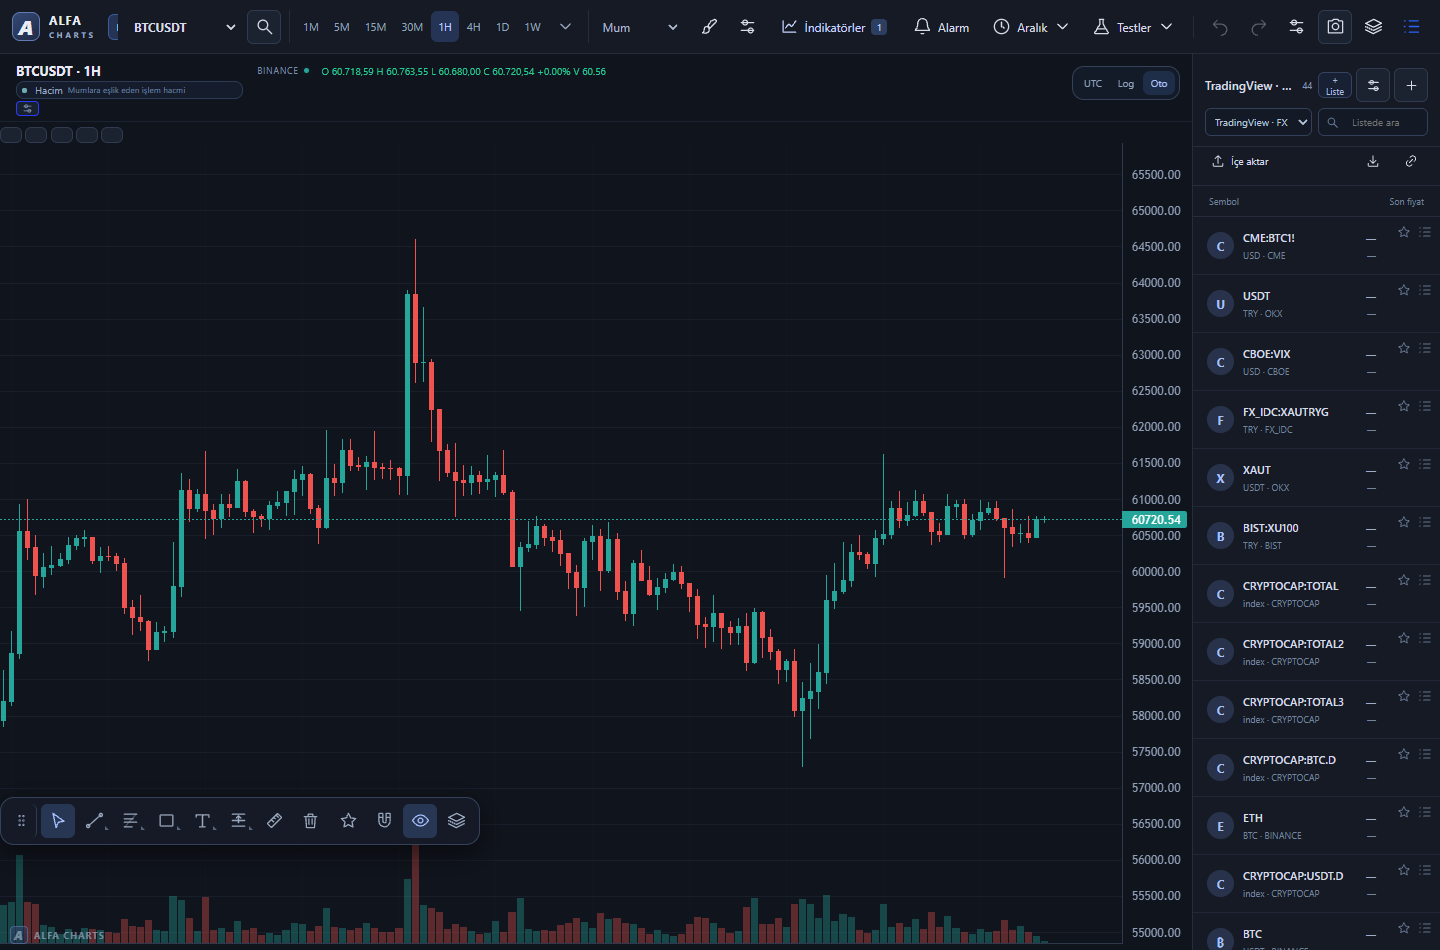 ALFA
CHARTS
BTCUSDT
1M 5M 15M 30M 1H 4H 1D 1W
Mum
İndikatörler 1
Alarm
Aralık
Testler
BTCUSDT · 1H
BINANCE
O 60.718,59 H 60.763,55 L 60.680,00 C 60.720,54 +0.00% V 60.56
Hacim Mumlara eşlik eden işlem hacmi
UTC Log Oto
65500.00
65000.00
64500.00
64000.00
63500.00
63000.00
62500.00
62000.00
61500.00
61000.00
60720.54
60500.00
60000.00
59500.00
59000.00
58500.00
58000.00
57500.00
57000.00
56500.00
56000.00
55500.00
55000.00
ALFA CHARTS
TradingView · ... 44
+ Liste
TradingView · FX
Listede ara
İçe aktar
Sembol Son fiyat
CME:BTC1! —
USD · CME —
USDT —
TRY · OKX —
CBOE:VIX —
USD · CBOE —
FX_IDC:XAUTRYG —
TRY · FX_IDC —
XAUT —
USDT · OKX —
BIST:XU100 —
TRY · BIST —
CRYPTOCAP:TOTAL —
index · CRYPTOCAP —
CRYPTOCAP:TOTAL2 —
index · CRYPTOCAP —
CRYPTOCAP:TOTAL3 —
index · CRYPTOCAP —
CRYPTOCAP:BTC.D —
index · CRYPTOCAP —
ETH —
BTC · BINANCE —
CRYPTOCAP:USDT.D —
index · CRYPTOCAP —
BTC —